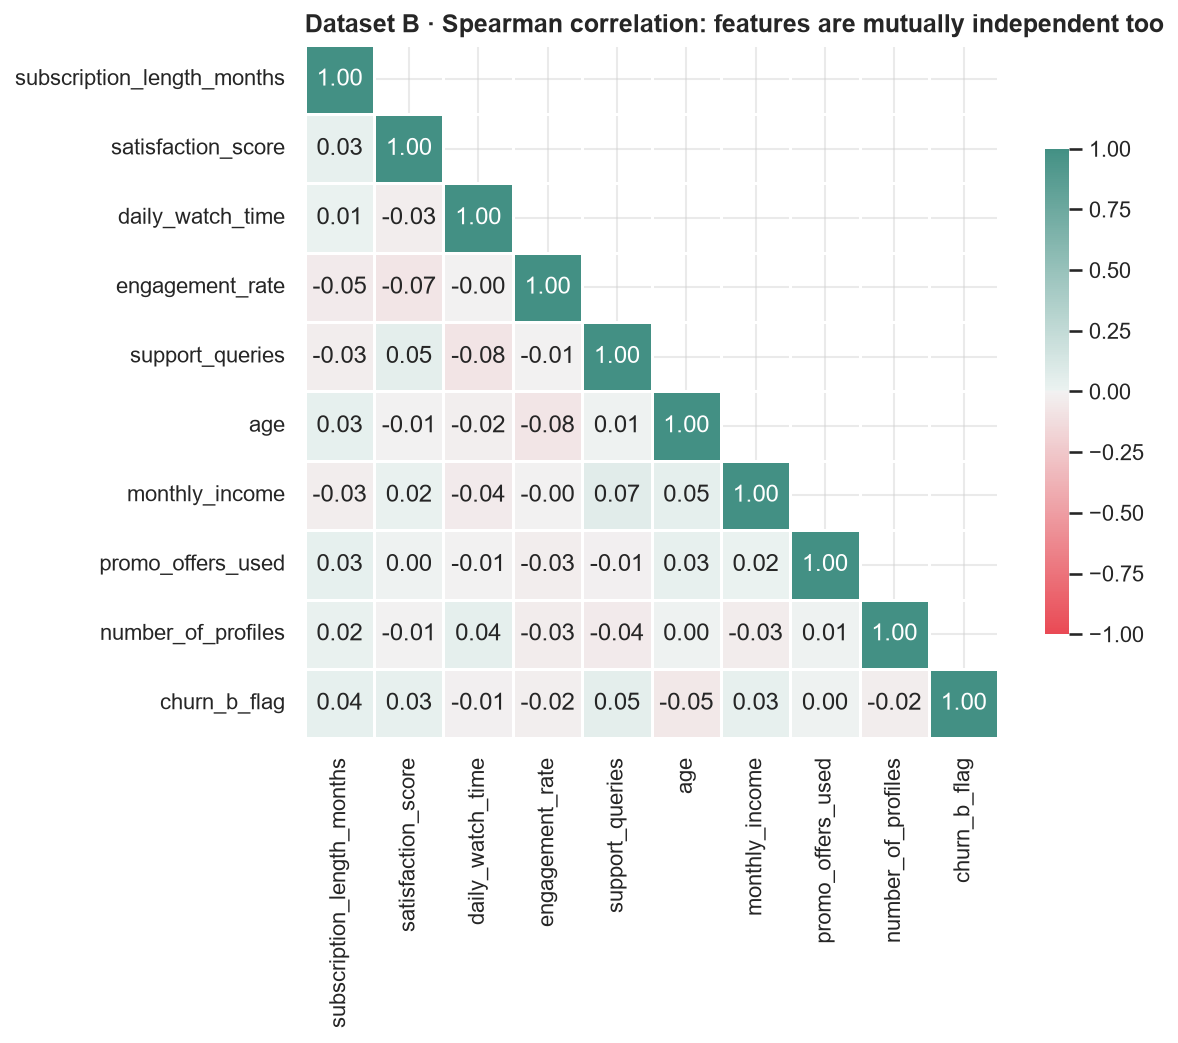 Dataset B · Spearman correlation: features are mutually independent too
subscription_length_months 1.00
satisfaction_score 0.03 1.00
daily_watch_time 0.01 -0.03 1.00
engagement_rate -0.05 -0.07 -0.00 1.00
support_queries -0.03 0.05 -0.08 -0.01 1.00
age 0.03 -0.01 -0.02 -0.08 0.01 1.00
monthly_income -0.03 0.02 -0.04 -0.00 0.07 0.05 1.00
promo_offers_used 0.03 0.00 -0.01 -0.03 -0.01 0.03 0.02 1.00
number_of_profiles 0.02 -0.01 0.04 -0.03 -0.04 0.00 -0.03 0.01 1.00
churn_b_flag 0.04 0.03 -0.01 -0.02 0.05 -0.05 0.03 0.00 -0.02 1.00
subscription_length_months
satisfaction_score
daily_watch_time
engagement_rate
support_queries
age
monthly_income
promo_offers_used
number_of_profiles
churn_b_flag
1.00
0.75
0.50
0.25
0.00
−0.25
−0.50
−0.75
−1.00